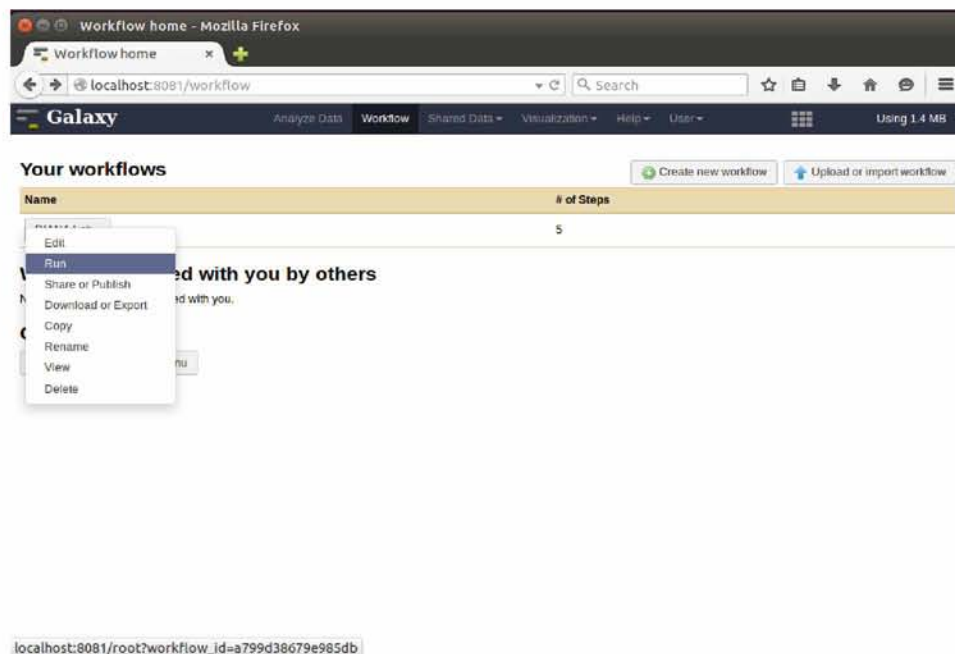 Workflow home - Mozilla Firefox
Workflow home ×
localhost:8081/workflow
Search
Galaxy
Analyze Data
Workflow
Shared Data
Visualization
Help
User
Using 1.4 MB
Your workflows
Create new workflow
Upload or import workflow
Name
# of Steps
5
Edit
Run
Share or Publish
Download or Export
Copy
Rename
View
Delete
with you by others
with you.
localhost:8081/root?workflow_id=a799d38679e985db